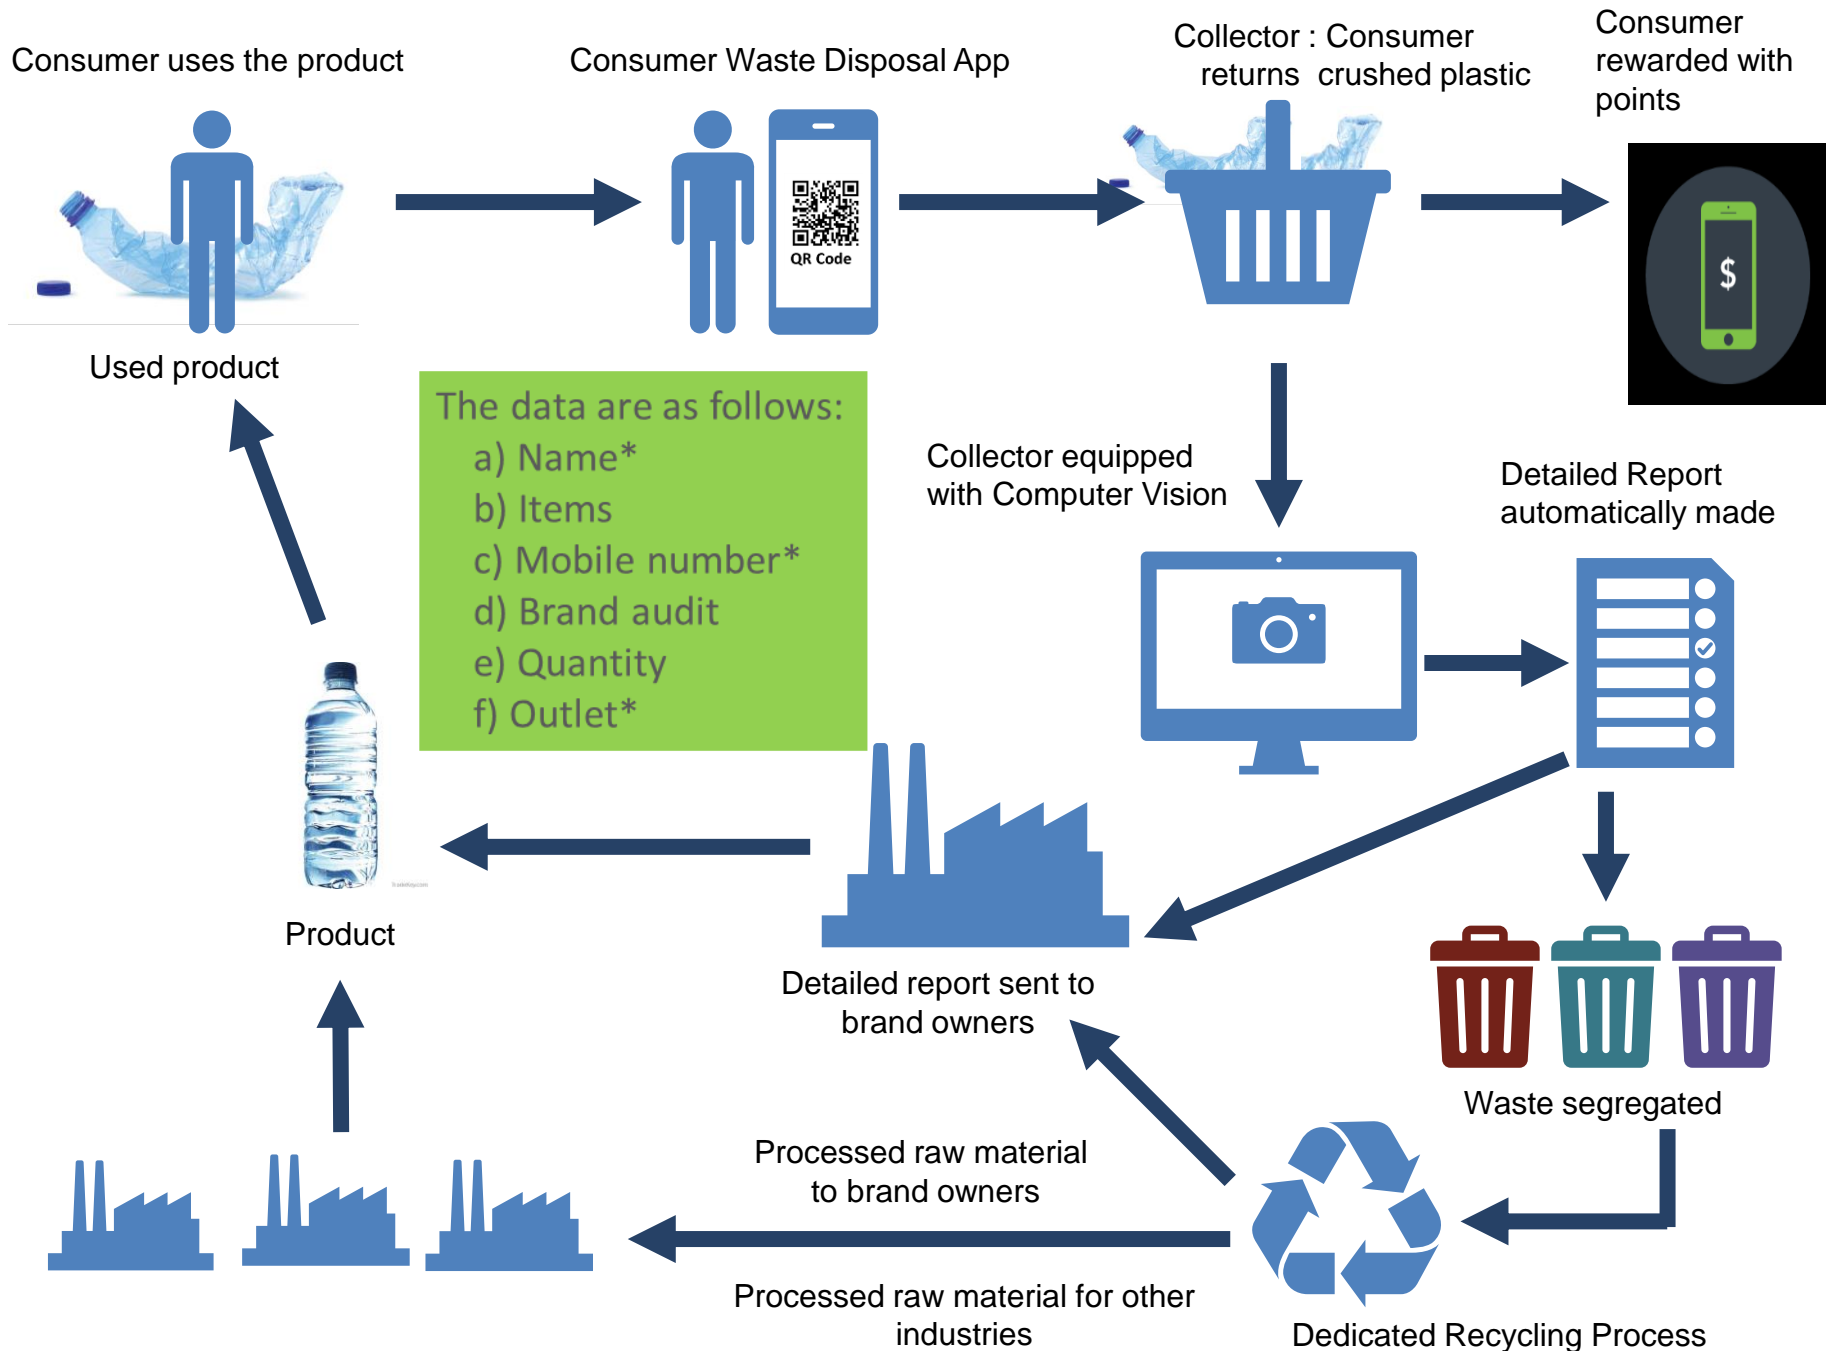 Consumer uses the product
Consumer Waste Disposal App
Collector : Consumer
returns crushed plastic
Consumer
rewarded with
points
QR Code
$
Used product
The data are as follows:
a) Name*
b) Items
c) Mobile number*
d) Brand audit
e) Quantity
f) Outlet*
Collector equipped
with Computer Vision
Detailed Report
automatically made
Product
Detailed report sent to
brand owners
Waste segregated
Processed raw material
to brand owners
Processed raw material for other
industries
Dedicated Recycling Process